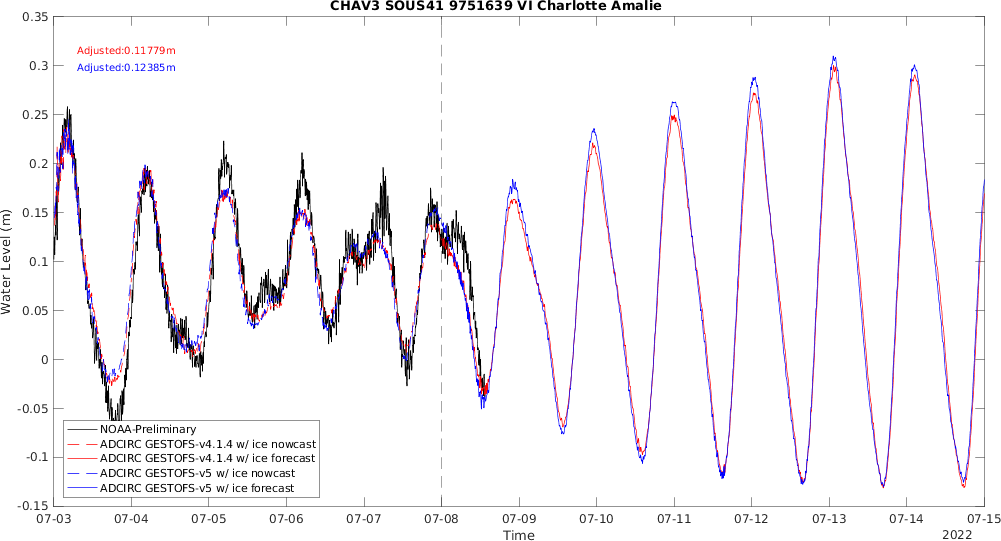 CHAV3 SOUS41 9751639 VI Charlotte Amalie
0.35
0.3
0.25
0.2
0.15
0.1
0.05
0
-0.05
-0.1
-0.15
Water Level (m)
Adjusted:0.11779m
Adjusted:0.12385m
NOAA-Preliminary
ADCIRC GESTOFS-v4.1.4 w/ ice nowcast
ADCIRC GESTOFS-v4.1.4 w/ ice forecast
ADCIRC GESTOFS-v5 w/ ice nowcast
ADCIRC GESTOFS-v5 w/ ice forecast
07-03 07-04 07-05 07-06 07-07 07-08 07-09 07-10 07-11 07-12 07-13 07-14 07-15
Time
2022